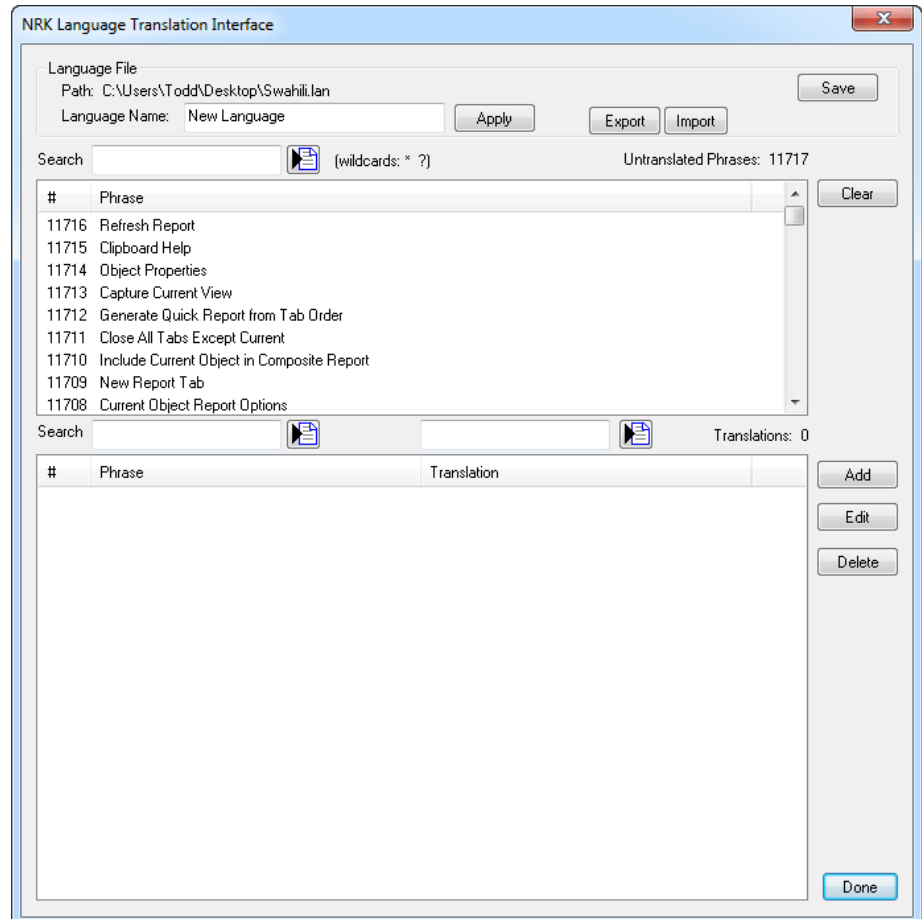 NRK Language Translation Interface
Language File
Path: C:\Users\Todd\Desktop\Swahili.lan
Save
Language Name: New Language Apply Export Import
Search (wildcards: * ?) Untranslated Phrases: 11717
# Phrase Clear
11716 Refresh Report
11715 Clipboard Help
11714 Object Properties
11713 Capture Current View
11712 Generate Quick Report from Tab Order
11711 Close All Tabs Except Current
11710 Include Current Object in Composite Report
11709 New Report Tab
11708 Current Object Report Options
Search Translations: 0
# Phrase Translation Add
Edit
Delete
Done